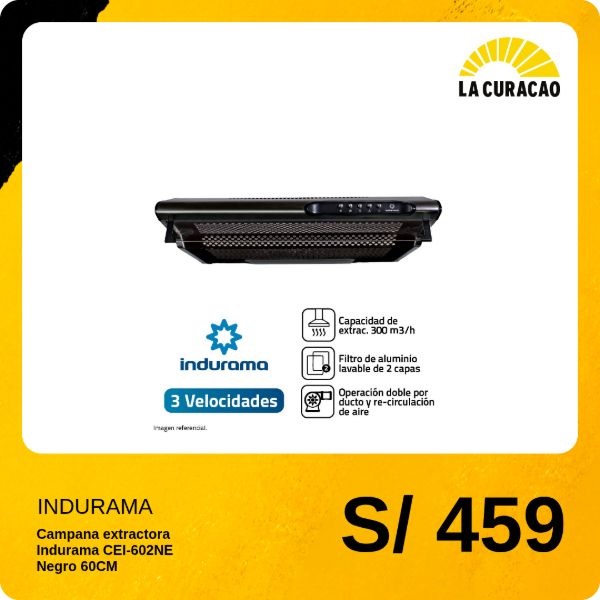 LA CURACAO
indurama
3 Velocidades
Imagen referencial.
Capacidad de
extrac. 300 m3/h
Filtro de aluminio
lavable de 2 capas
2
Operación doble por
ducto y re-circulación
de aire
INDURAMA
Campana extractora
Indurama CEI-602NE
Negro 60CM
S/ 459